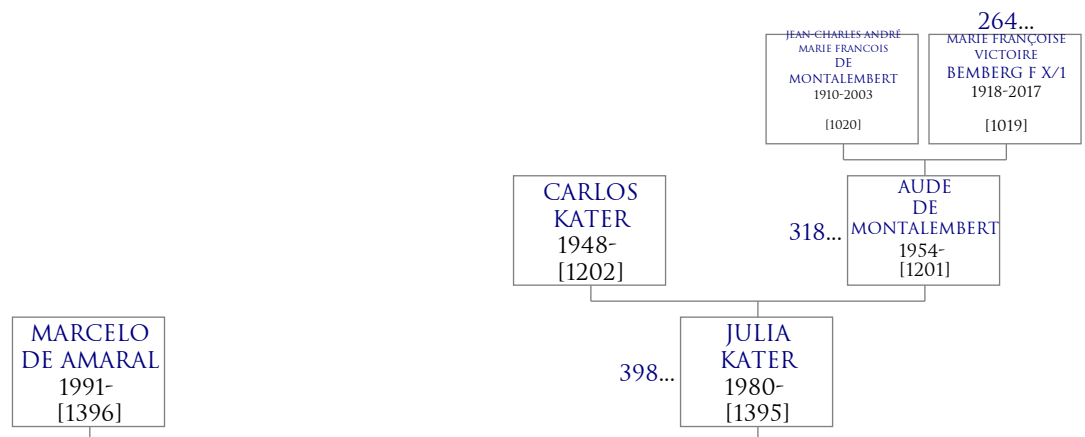 264...
JEAN-CHARLES ANDRÉ
MARIE FRANCOIS
DE
MONTALEMBERT
1910-2003
[1020]
MARIE FRANÇOISE
VICTOIRE
BEMBERG F X/1
1918-2017
[1019]
CARLOS
KATER
1948-
[1202]
318...
AUDE
DE
MONTALEMBERT
1954-
[1201]
MARCELO
DE AMARAL
1991-
[1396]
398...
JULIA
KATER
1980-
[1395]